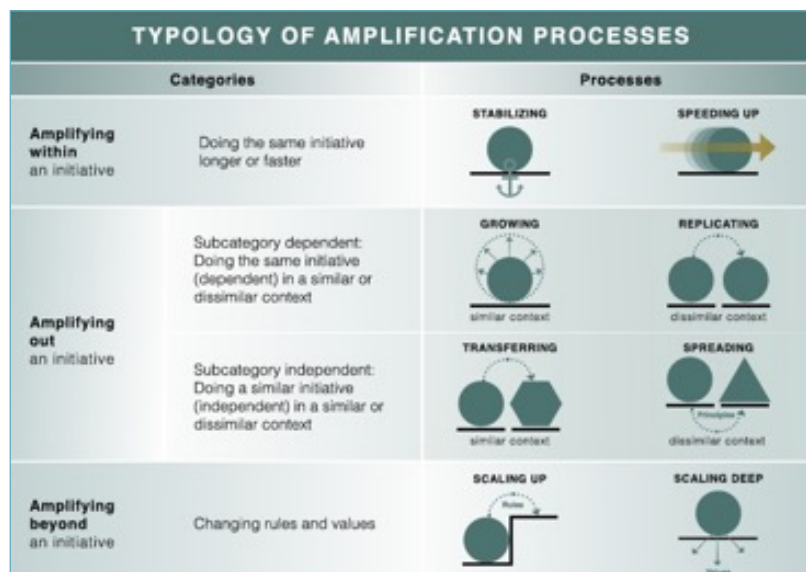 TYPOLOGY OF AMPLIFICATION PROCESSES
Categories
Processes
Amplifying
within
an initiative
Doing the same initiative
longer or faster
STABILIZING
SPEEDING UP
Amplifying
out
an initiative
Subcategory dependent:
Doing the same initiative
(dependent) in a similar or
dissimilar context
GROWING
similar context
REPLICATING
dissimilar context
Subcategory independent:
Doing a similar initiative
(independent) in a similar or
dissimilar context
TRANSFERRING
similar context
SPREADING
Principles
dissimilar context
Amplifying
beyond
an initiative
Changing rules and values
SCALING UP
Rules
SCALING DEEP